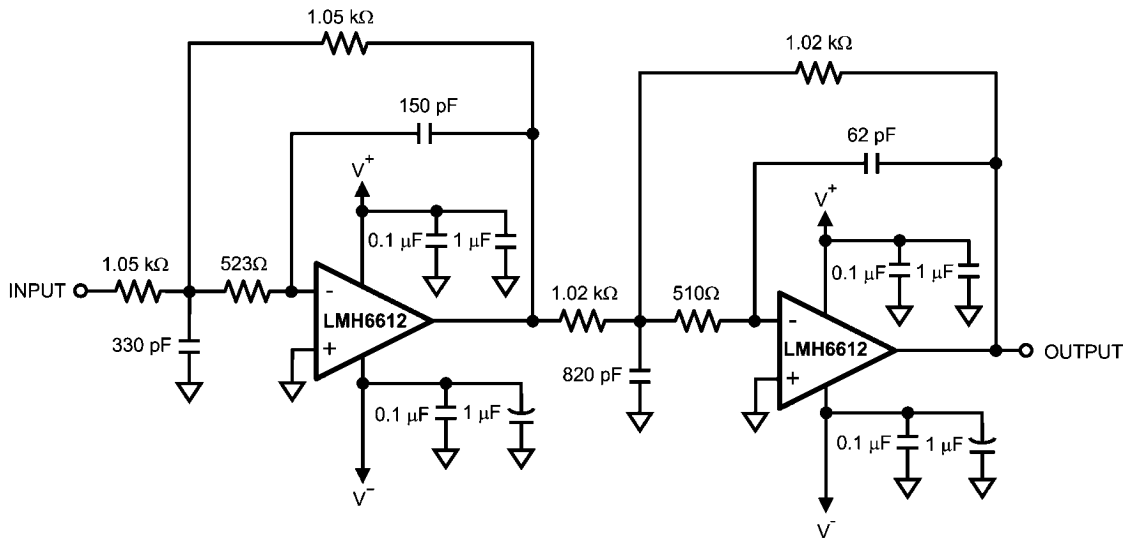 1.05 kΩ
1.02 kΩ
150 pF
62 pF
V+
V+
0.1 μF
1 μF
0.1 μF
1 μF
1.05 kΩ
523Ω
INPUT
-
LMH6612
+
1.02 kΩ
510Ω
-
LMH6612
+
OUTPUT
330 pF
820 pF
0.1 μF
1 μF
0.1 μF
1 μF
V-
V-